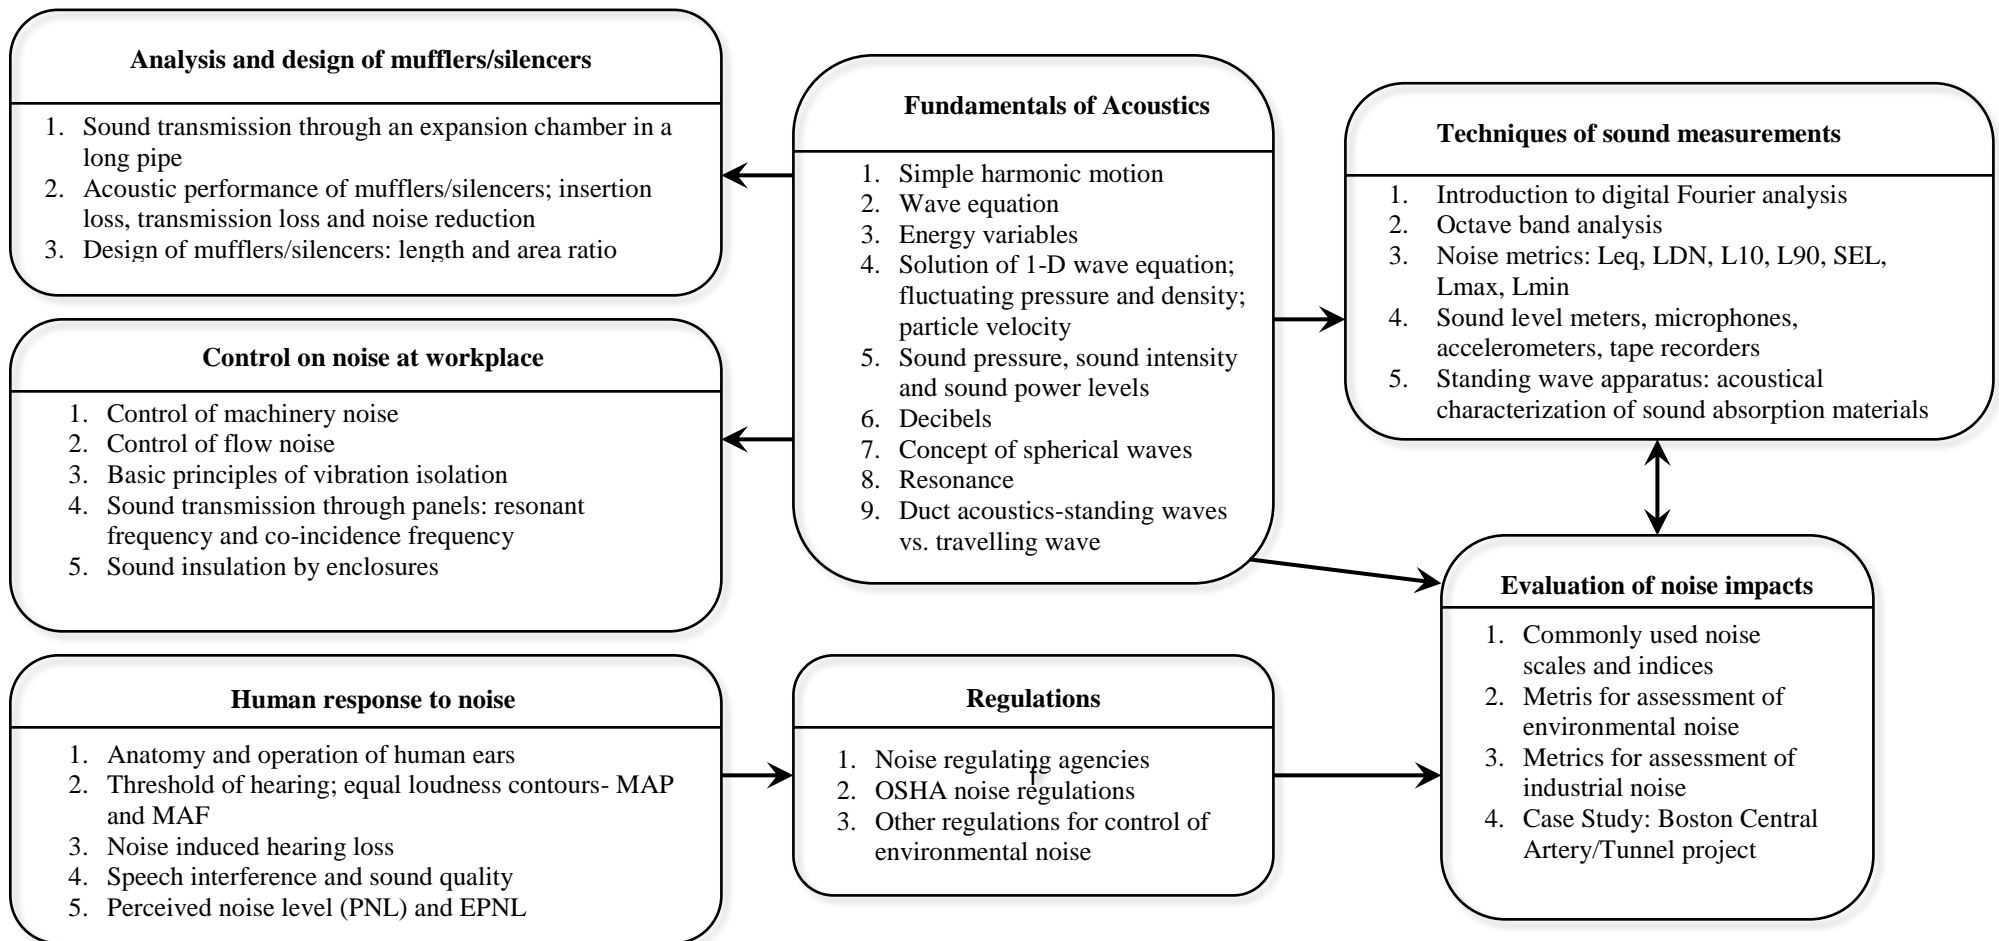 Analysis and design of mufflers/silencers
1. Sound transmission through an expansion chamber in a
long pipe
2. Acoustic performance of mufflers/silencers; insertion
loss, transmission loss and noise reduction
3. Design of mufflers/silencers: length and area ratio
Control on noise at workplace
1. Control of machinery noise
2. Control of flow noise
3. Basic principles of vibration isolation
4. Sound transmission through panels: resonant
frequency and co-incidence frequency
5. Sound insulation by enclosures
Human response to noise
1. Anatomy and operation of human ears
2. Threshold of hearing; equal loudness contours- MAP
and MAF
3. Noise induced hearing loss
4. Speech interference and sound quality
5. Perceived noise level (PNL) and EPNL
Fundamentals of Acoustics
1. Simple harmonic motion
2. Wave equation
3. Energy variables
4. Solution of 1-D wave equation;
fluctuating pressure and density;
particle velocity
5. Sound pressure, sound intensity
and sound power levels
6. Decibels
7. Concept of spherical waves
8. Resonance
9. Duct acoustics-standing waves
vs. travelling wave
Regulations
1. Noise regulating agencies
f
2. OSHA noise regulations
3. Other regulations for control of
environmental noise
Techniques of sound measurements
1. Introduction to digital Fourier analysis
2. Octave band analysis
3. Noise metrics: Leq, LDN, L10, L90, SEL,
Lmax, Lmin
4. Sound level meters, microphones,
accelerometers, tape recorders
5. Standing wave apparatus: acoustical
characterization of sound absorption materials
Evaluation of noise impacts
1. Commonly used noise
scales and indices
2. Metris for assessment of
environmental noise
3. Metrics for assessment of
industrial noise
4. Case Study: Boston Central
Artery/Tunnel project